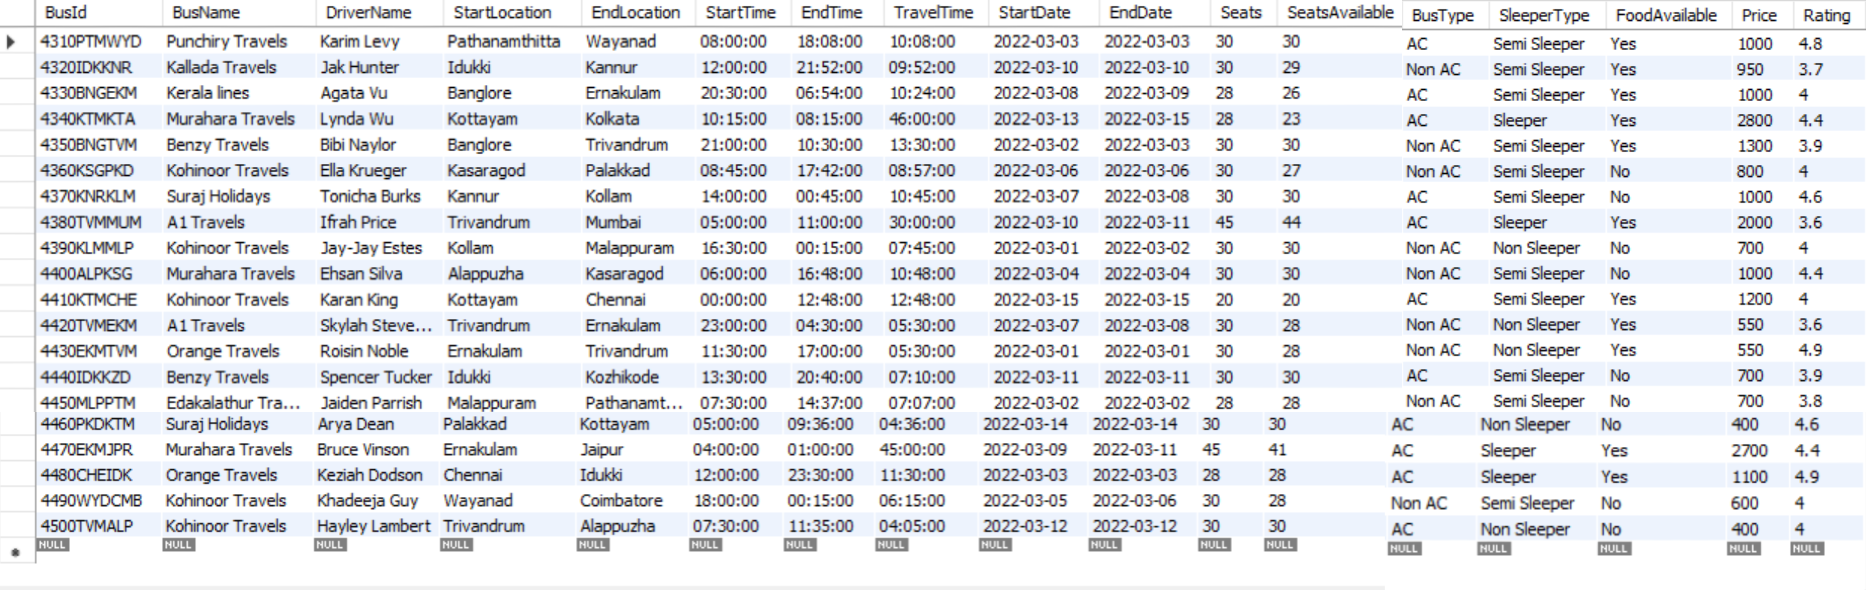 BusId BusName DriverName StartLocation EndLocation StartTime EndTime TravelTime StartDate EndDate Seats SeatsAvailable BusType SleeperType FoodAvailable Price Rating
4310PTMWYD Punchiry Travels Karim Levy Pathanamthitta Wayanad 08:00:00 18:08:00 10:08:00 2022-03-03 2022-03-03 30 30 AC Semi Sleeper Yes 1000 4.8
4320IDKKNR Kallada Travels Jak Hunter Idukki Kannur 12:00:00 21:52:00 09:52:00 2022-03-10 2022-03-10 30 29 Non AC Semi Sleeper Yes 950 3.7
4330BNGEKM Kerala lines Agata Vu Banglore Ernakulam 20:30:00 06:54:00 10:24:00 2022-03-08 2022-03-09 28 26 AC Semi Sleeper Yes 1000 4
4340KTMKTA Murahara Travels Lynda Wu Kottayam Kolkata 10:15:00 08:15:00 46:00:00 2022-03-13 2022-03-15 28 23 AC Sleeper Yes 2800 4.4
4350BNGTVM Benzy Travels Bibi Naylor Banglore Trivandrum 21:00:00 10:30:00 13:30:00 2022-03-02 2022-03-03 30 30 Non AC Semi Sleeper Yes 1300 3.9
4360KSGPKD Kohinoor Travels Ella Krueger Kasaragod Palakkad 08:45:00 17:42:00 08:57:00 2022-03-06 2022-03-06 30 27 Non AC Semi Sleeper No 800 4
4370KNRKLM Suraj Holidays Tonicha Burks Kannur Kollam 14:00:00 00:45:00 10:45:00 2022-03-07 2022-03-08 30 30 AC Semi Sleeper No 1000 4.6
4380TVMMUM A1 Travels Ifrah Price Trivandrum Mumbai 05:00:00 11:00:00 30:00:00 2022-03-10 2022-03-11 45 44 AC Sleeper Yes 2000 3.6
4390KLMMLP Kohinoor Travels Jay-Jay Estes Kollam Malappuram 16:30:00 00:15:00 07:45:00 2022-03-01 2022-03-02 30 30 Non AC Non Sleeper No 700 4
4400ALPKSG Murahara Travels Ehsan Silva Alappuzha Kasaragod 06:00:00 16:48:00 10:48:00 2022-03-04 2022-03-04 30 30 Non AC Semi Sleeper No 1000 4.4
4410KTMCHE Kohinoor Travels Karan King Kottayam Chennai 00:00:00 12:48:00 12:48:00 2022-03-15 2022-03-15 20 20 AC Semi Sleeper Yes 1200 4
4420TVMEKM A1 Travels Skylah Steve... Trivandrum Ernakulam 23:00:00 04:30:00 05:30:00 2022-03-07 2022-03-08 30 28 Non AC Non Sleeper Yes 550 3.6
4430EKMTVM Orange Travels Roisin Noble Ernakulam Trivandrum 11:30:00 17:00:00 05:30:00 2022-03-01 2022-03-01 30 28 Non AC Non Sleeper Yes 550 4.9
4440IDKKZD Benzy Travels Spencer Tucker Idukki Kozhikode 13:30:00 20:40:00 07:10:00 2022-03-11 2022-03-11 30 30 AC Semi Sleeper No 700 3.9
4450MLPPTM Edakalathur Tra... Jaiden Parrish Malappuram Pathanamt... 07:30:00 14:37:00 07:07:00 2022-03-02 2022-03-02 28 28 Non AC Semi Sleeper No 700 3.8
4460PKDKTM Suraj Holidays Arya Dean Palakkad Kottayam 05:00:00 09:36:00 04:36:00 2022-03-14 2022-03-14 30 30 AC Non Sleeper No 400 4.6
4470EKMJPR Murahara Travels Bruce Vinson Ernakulam Jaipur 04:00:00 01:00:00 45:00:00 2022-03-09 2022-03-11 45 41 AC Sleeper Yes 2700 4.4
4480CHEIDK Orange Travels Keziah Dodson Chennai Idukki 12:00:00 23:30:00 11:30:00 2022-03-03 2022-03-03 28 28 AC Sleeper Yes 1100 4.9
4490WYDCMB Kohinoor Travels Khadeeja Guy Wayanad Coimbatore 18:00:00 00:15:00 06:15:00 2022-03-05 2022-03-06 30 28 Non AC Semi Sleeper No 600 4
4500TVMALP Kohinoor Travels Hayley Lambert Trivandrum Alappuzha 07:30:00 11:35:00 04:05:00 2022-03-12 2022-03-12 30 30 AC Non Sleeper No 400 4
NULL NULL NULL NULL NULL NULL NULL NULL NULL NULL NULL NULL NULL NULL NULL NULL NULL